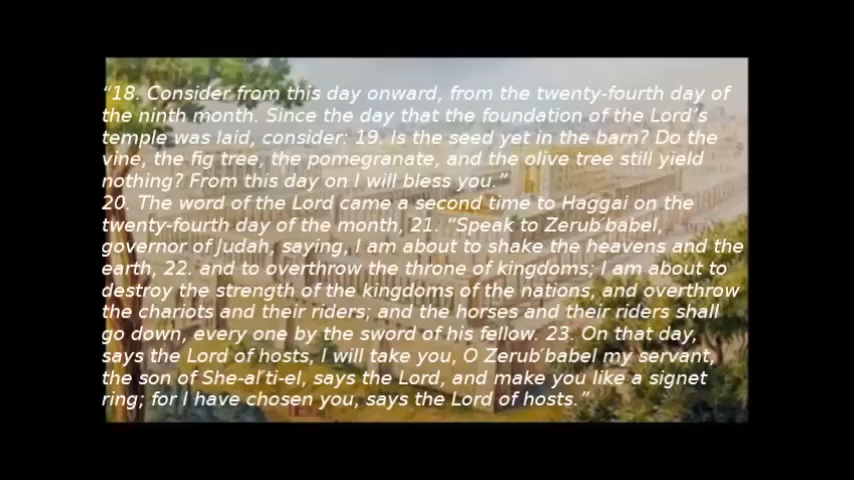 “18. Consider from this day onward, from the twenty-fourth day of
the ninth month. Since the day that the foundation of the Lord’s
temple was laid, consider: 19. Is the seed yet in the barn? Do the
vine, the fig tree, the pomegranate, and the olive tree still yield
nothing? From this day on I will bless you.”
20. The word of the Lord came a second time to Haggai on the
twenty-fourth day of the month, 21. “Speak to Zerub′babel,
governor of Judah, saying, I am about to shake the heavens and the
earth, 22. and to overthrow the throne of kingdoms; I am about to
destroy the strength of the kingdoms of the nations, and overthrow
the chariots and their riders; and the horses and their riders shall
go down, every one by the sword of his fellow. 23. On that day,
says the Lord of hosts, I will take you, O Zerub′babel my servant,
the son of She-al′ti-el, says the Lord, and make you like a signet
ring; for I have chosen you, says the Lord of hosts.”